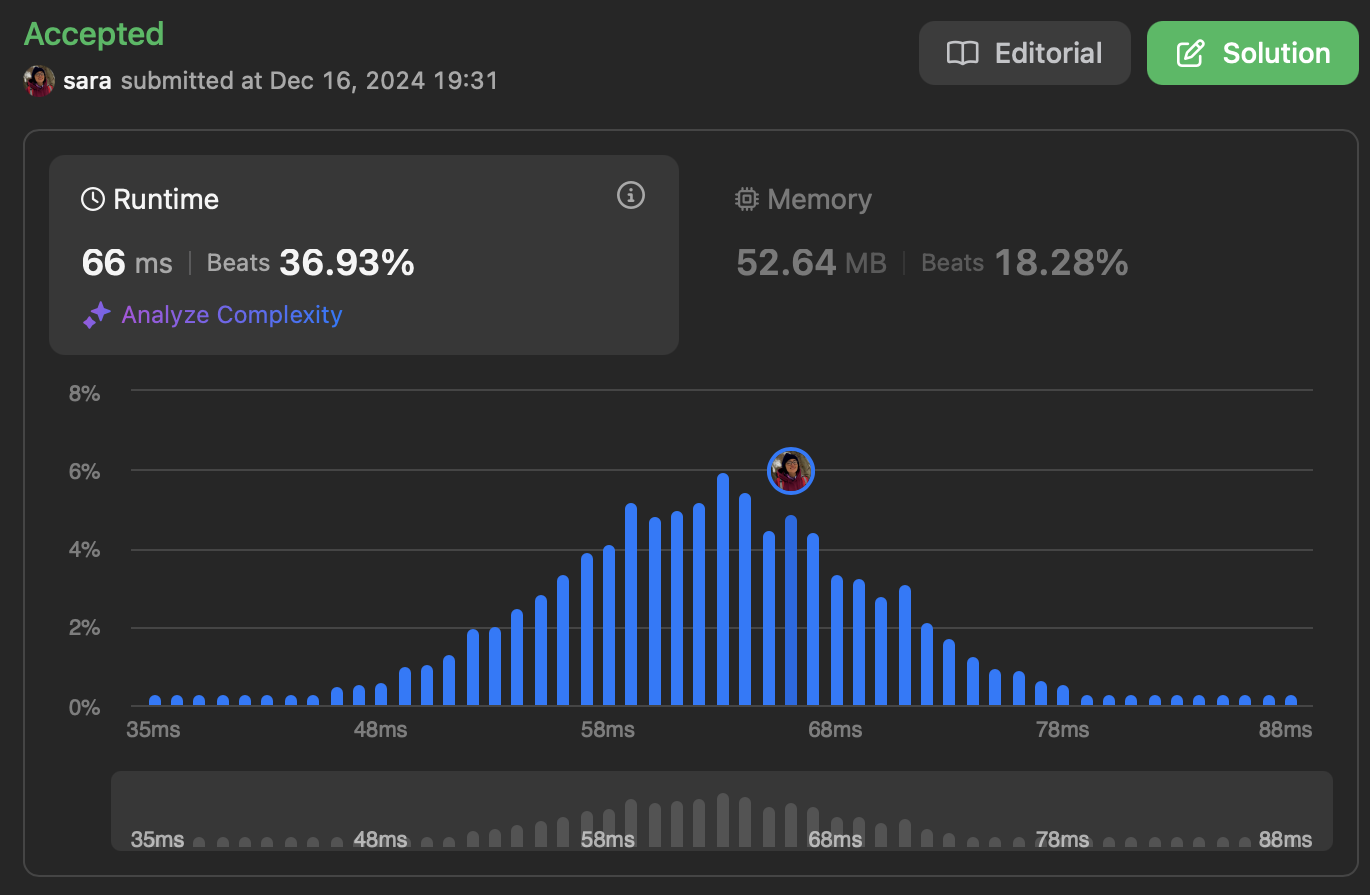 Accepted
sara submitted at Dec 16, 2024 19:31
Editorial
Solution
Runtime
66 ms | Beats 36.93%
Analyze Complexity
Memory
52.64 MB | Beats 18.28%
8%
6%
4%
2%
0%
35ms 48ms 58ms 68ms 78ms 88ms
35ms 48ms 58ms 68ms 78ms 88ms